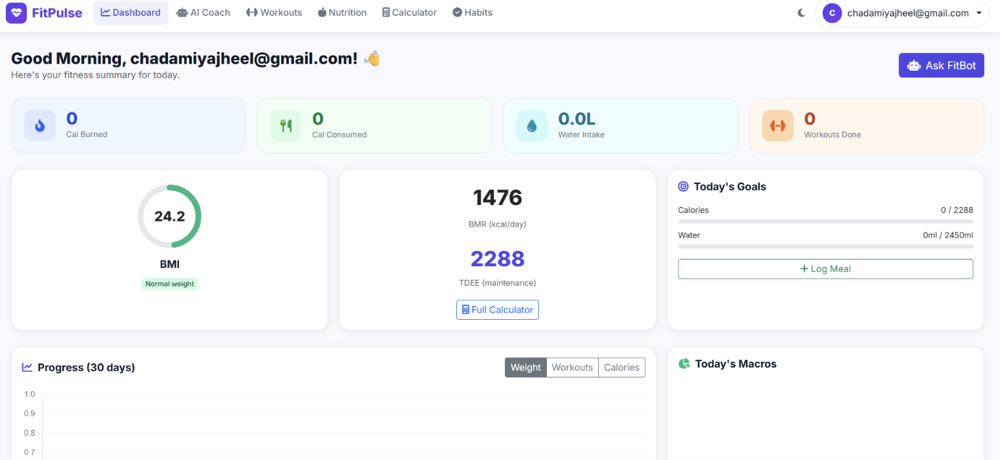 FitPulse Dashboard AI Coach Workouts Nutrition Calculator Habits C chadamiyajheel@gmail.com
Good Morning, chadamiyajheel@gmail.com! 👋
Here's your fitness summary for today.
Ask FitBot
0
Cal Burned
0
Cal Consumed
0.0L
Water Intake
0
Workouts Done
24.2
BMI
Normal weight
1476
BMR (kcal/day)
2288
TDEE (maintenance)
Full Calculator
Today's Goals
Calories 0 / 2288
Water 0ml / 2450ml
+ Log Meal
Progress (30 days) Weight Workouts Calories
1.0
0.9
0.8
0.7
Today's Macros